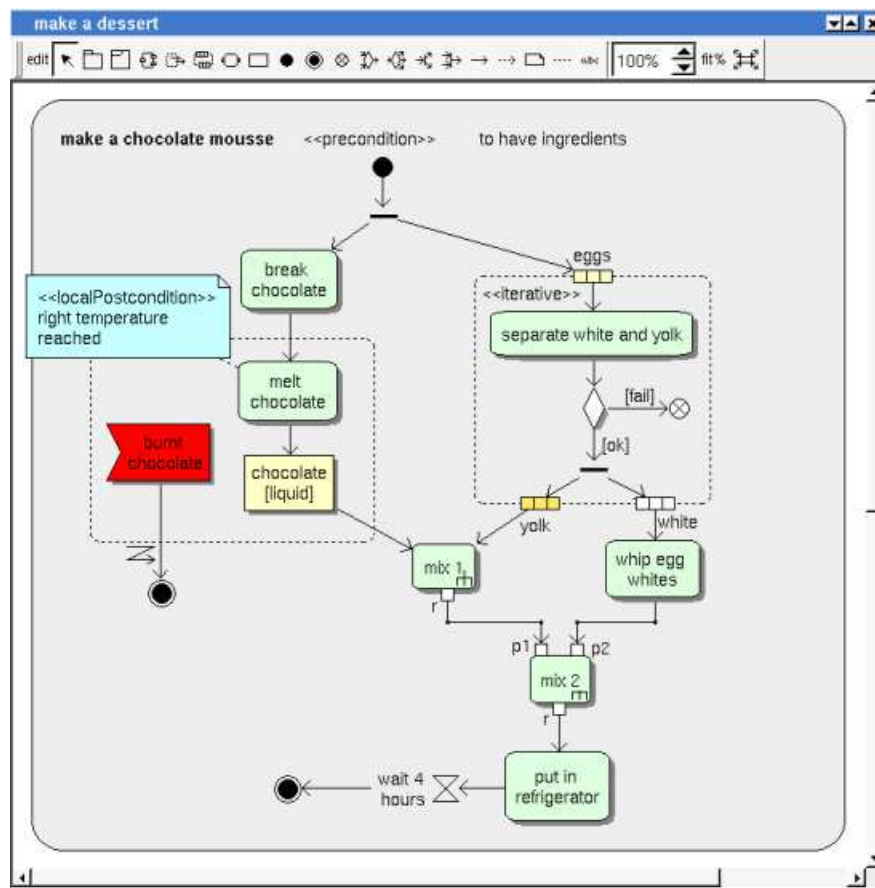 make a dessert
edit
abc
100%
fit%
make a chocolate mousse <<precondition>> to have ingredients
eggs
break
chocolate
<<localPostcondition>>
right temperature
reached
<<iterative>>
separate white and yolk
melt
chocolate
[fail]
burnt
chocolate
[ok]
chocolate
[liquid]
yolk
white
mix 1
whip egg
whites
r
p1
p2
mix 2
r
wait 4
hours
put in
refrigerator